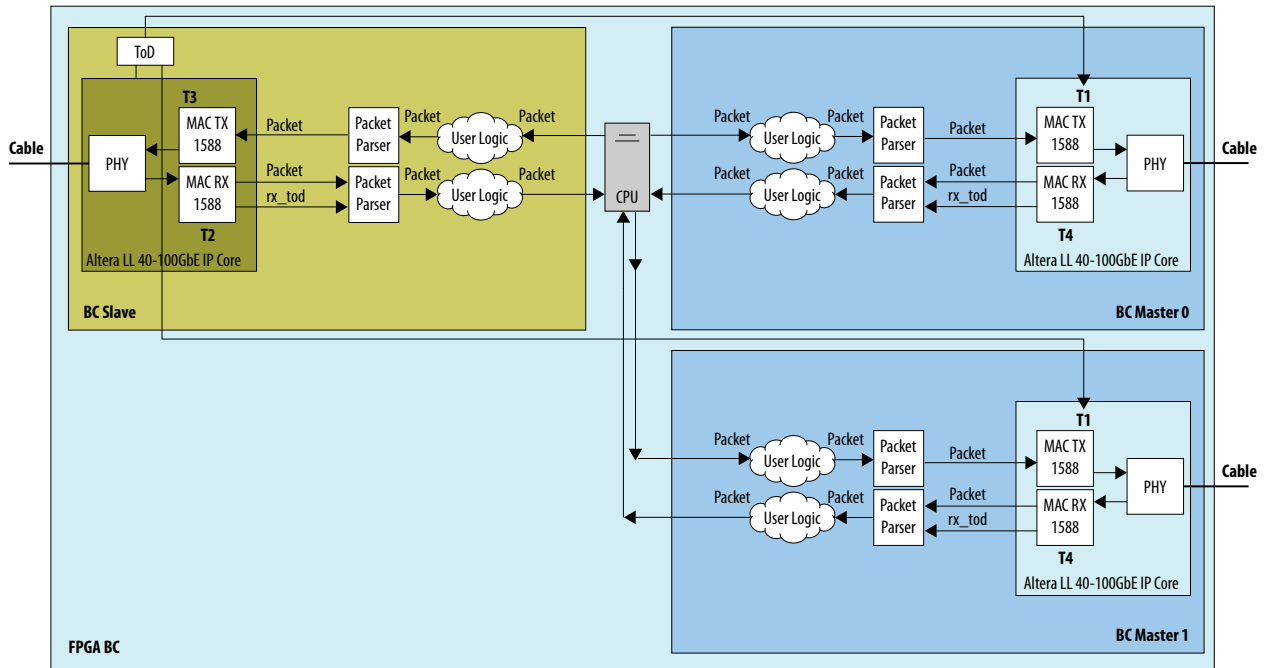 ToD
T3
MAC TX
1588
Packet
Packet
Parser
Packet
User Logic
Packet
Cable
PHY
MAC RX
1588
Packet
rx_tod
Packet
Parser
Packet
User Logic
Packet
T2
Altera LL 40-100GbE IP Core
BC Slave
CPU
Packet
User Logic
Packet
Packet
Parser
Packet
T1
MAC TX
1588
PHY
Cable
Packet
User Logic
Packet
Packet
Parser
Packet
rx_tod
MAC RX
1588
T4
Altera LL 40-100GbE IP Core
BC Master 0
T1
Packet
User Logic
Packet
Packet
Parser
Packet
MAC TX
1588
PHY
Cable
Packet
User Logic
Packet
Packet
Parser
Packet
rx_tod
MAC RX
1588
T4
Altera LL 40-100GbE IP Core
BC Master 1
FPGA BC